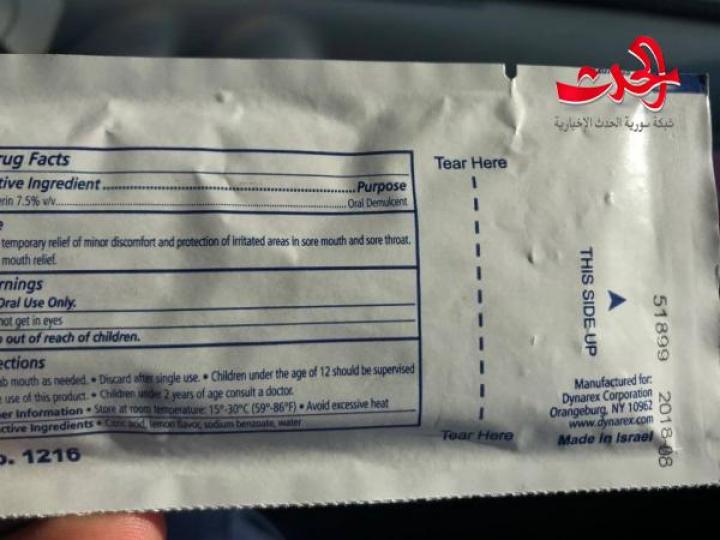 الحدث
شبكة سورية الحدث الإخبارية
rug Facts
tive Ingredient Purpose
erin 7.5% v/v Oral Demulcent
e
temporary relief of minor discomfort and protection of irritated areas in sore mouth and sore throat.
mouth relief.
rnings
Oral Use Only.
not get in eyes
out of reach of children.
ections
ab mouth as needed. • Discard after single use. • Children under the age of 12 should be supervised
use of this product. • Children under 2 years of age consult a doctor.
er Information • Store at room temperature: 15°-30°C (59°-86°F) • Avoid excessive heat
ctive Ingredients • Citric acid, lemon flavor, sodium benzoate, water
o. 1216
Tear Here
Tear Here
THIS SIDE UP
51899 2018-08
Manufactured for:
Dynarex Corporation
Orangeburg, NY 10962
www.dynarex.com
Made in Israel